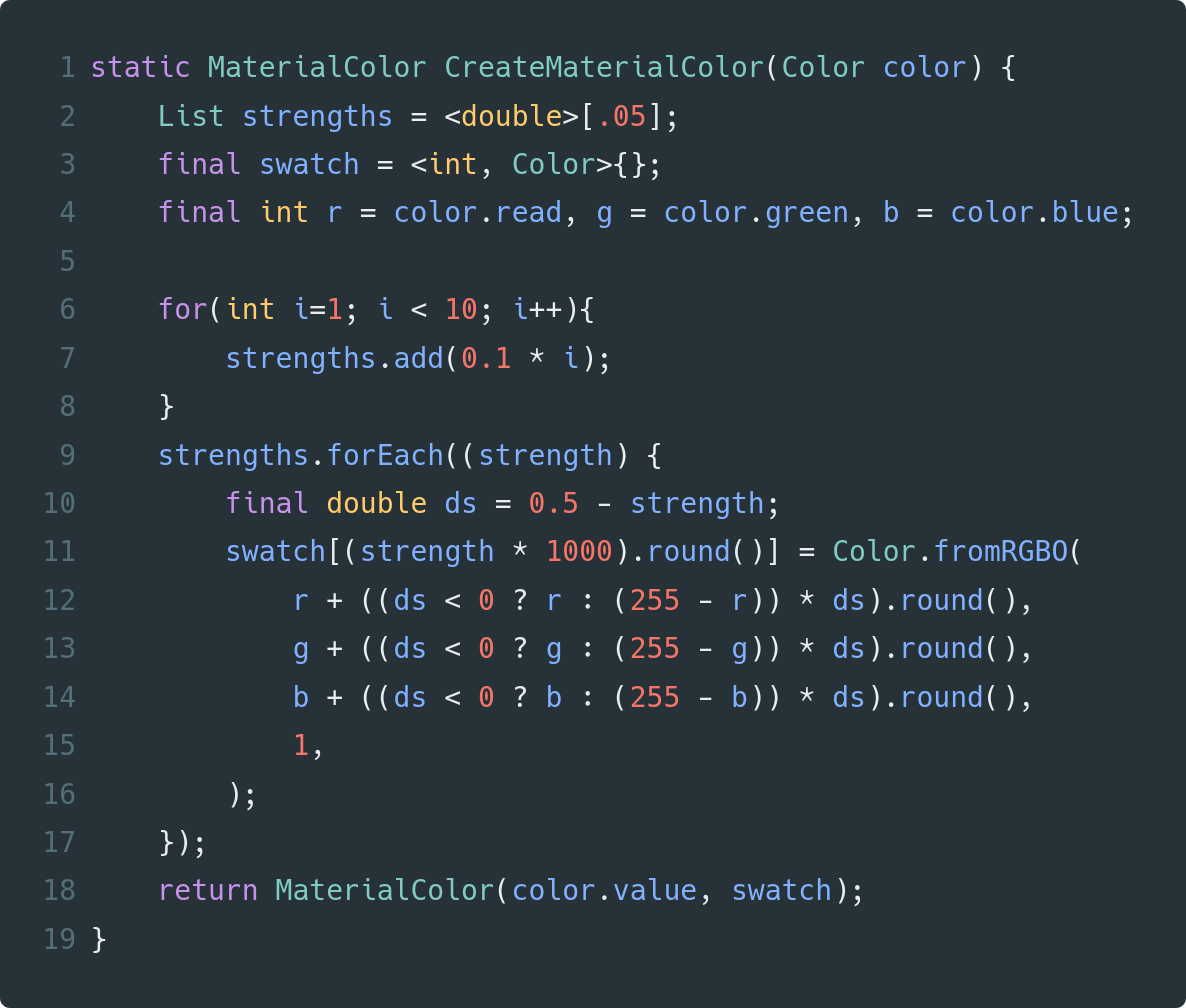 1 static MaterialColor CreateMaterialColor(Color color) {
2     List strengths = <double>[.05];
3     final swatch = <int, Color>{};
4     final int r = color.read, g = color.green, b = color.blue;
5
6     for(int i=1; i < 10; i++){
7         strengths.add(0.1 * i);
8     }
9     strengths.forEach((strength) {
10         final double ds = 0.5 - strength;
11         swatch[(strength * 1000).round()] = Color.fromRGBO(
12             r + ((ds < 0 ? r : (255 - r)) * ds).round(),
13             g + ((ds < 0 ? g : (255 - g)) * ds).round(),
14             b + ((ds < 0 ? b : (255 - b)) * ds).round(),
15             1,
16         );
17     });
18     return MaterialColor(color.value, swatch);
19 }